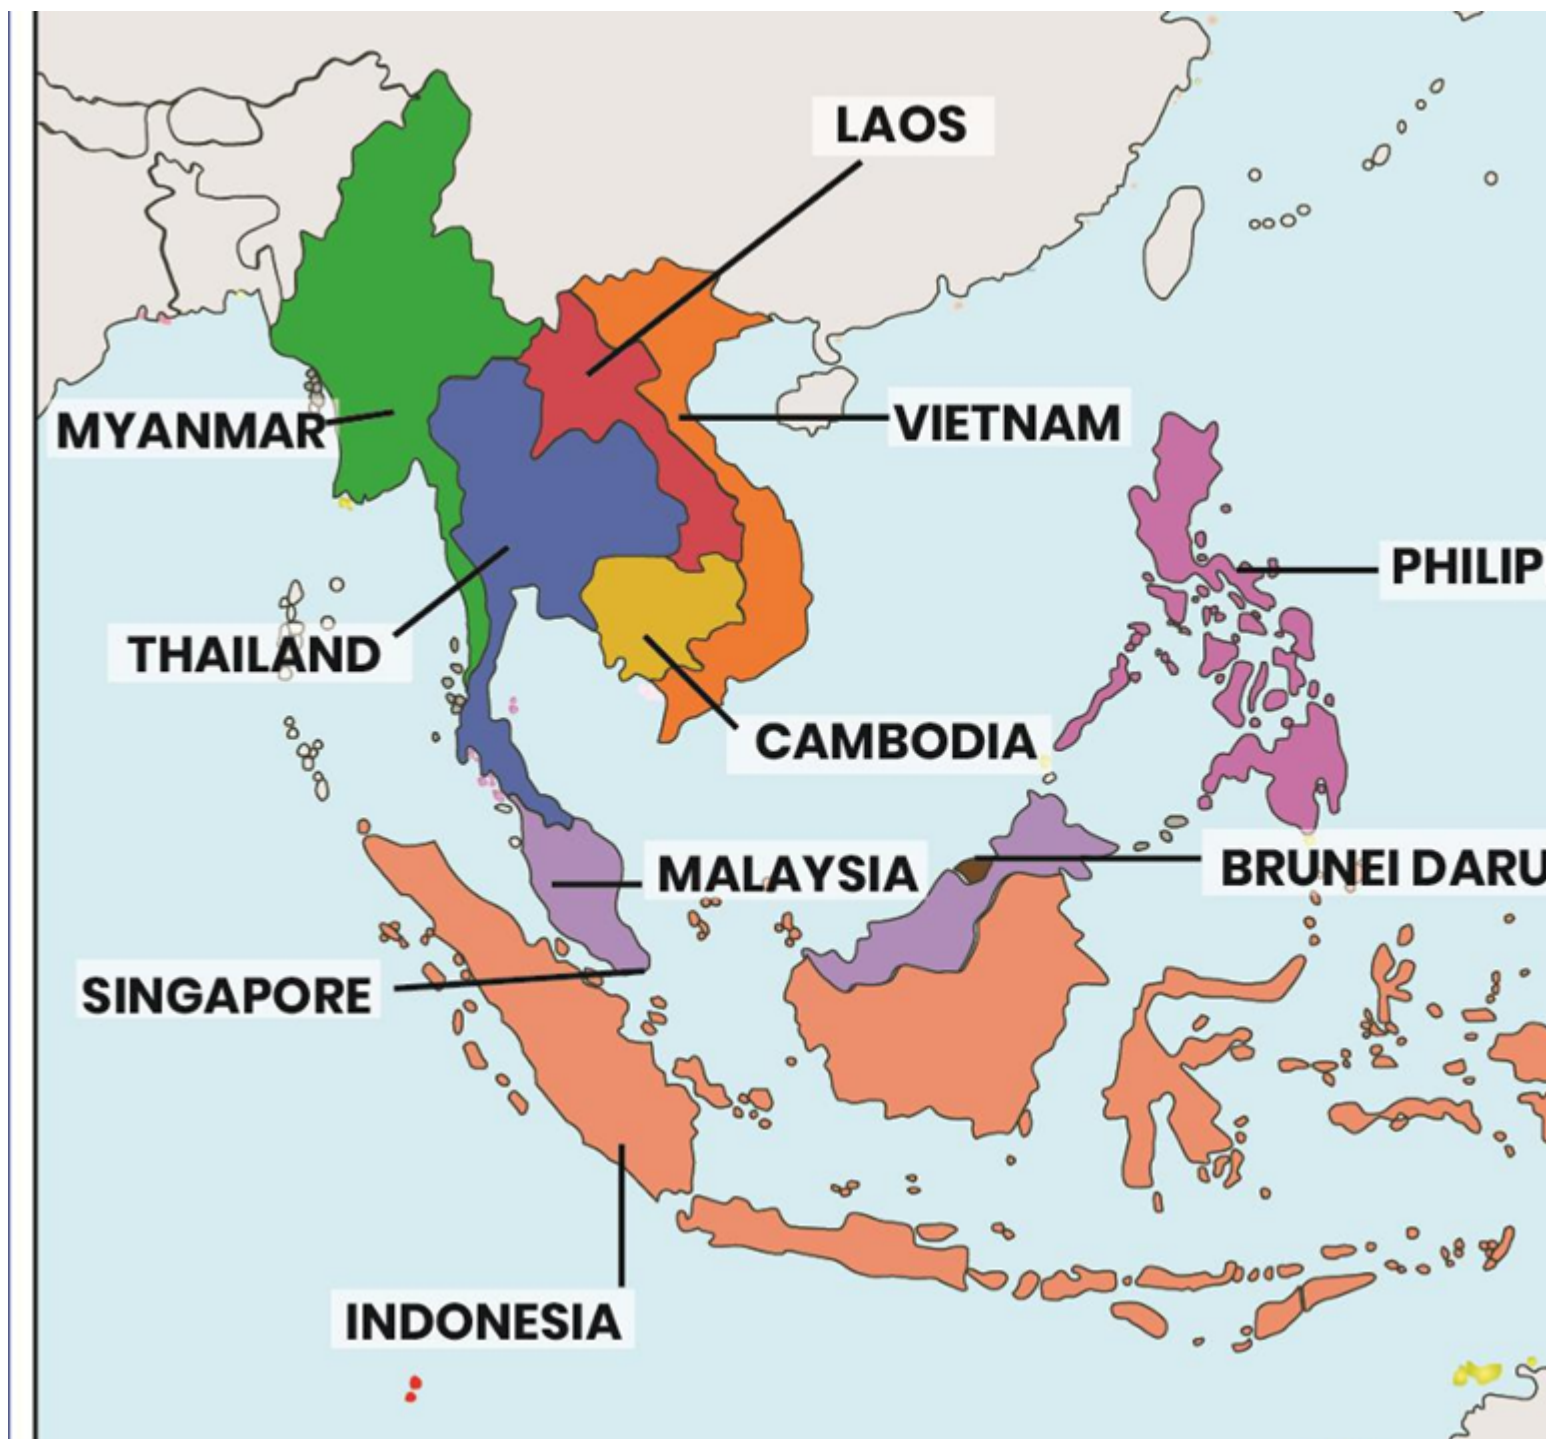 LAOS
MYANMAR
VIETNAM
PHILIP
THAILAND
CAMBODIA
MALAYSIA
BRUNEI DARU
SINGAPORE
INDONESIA